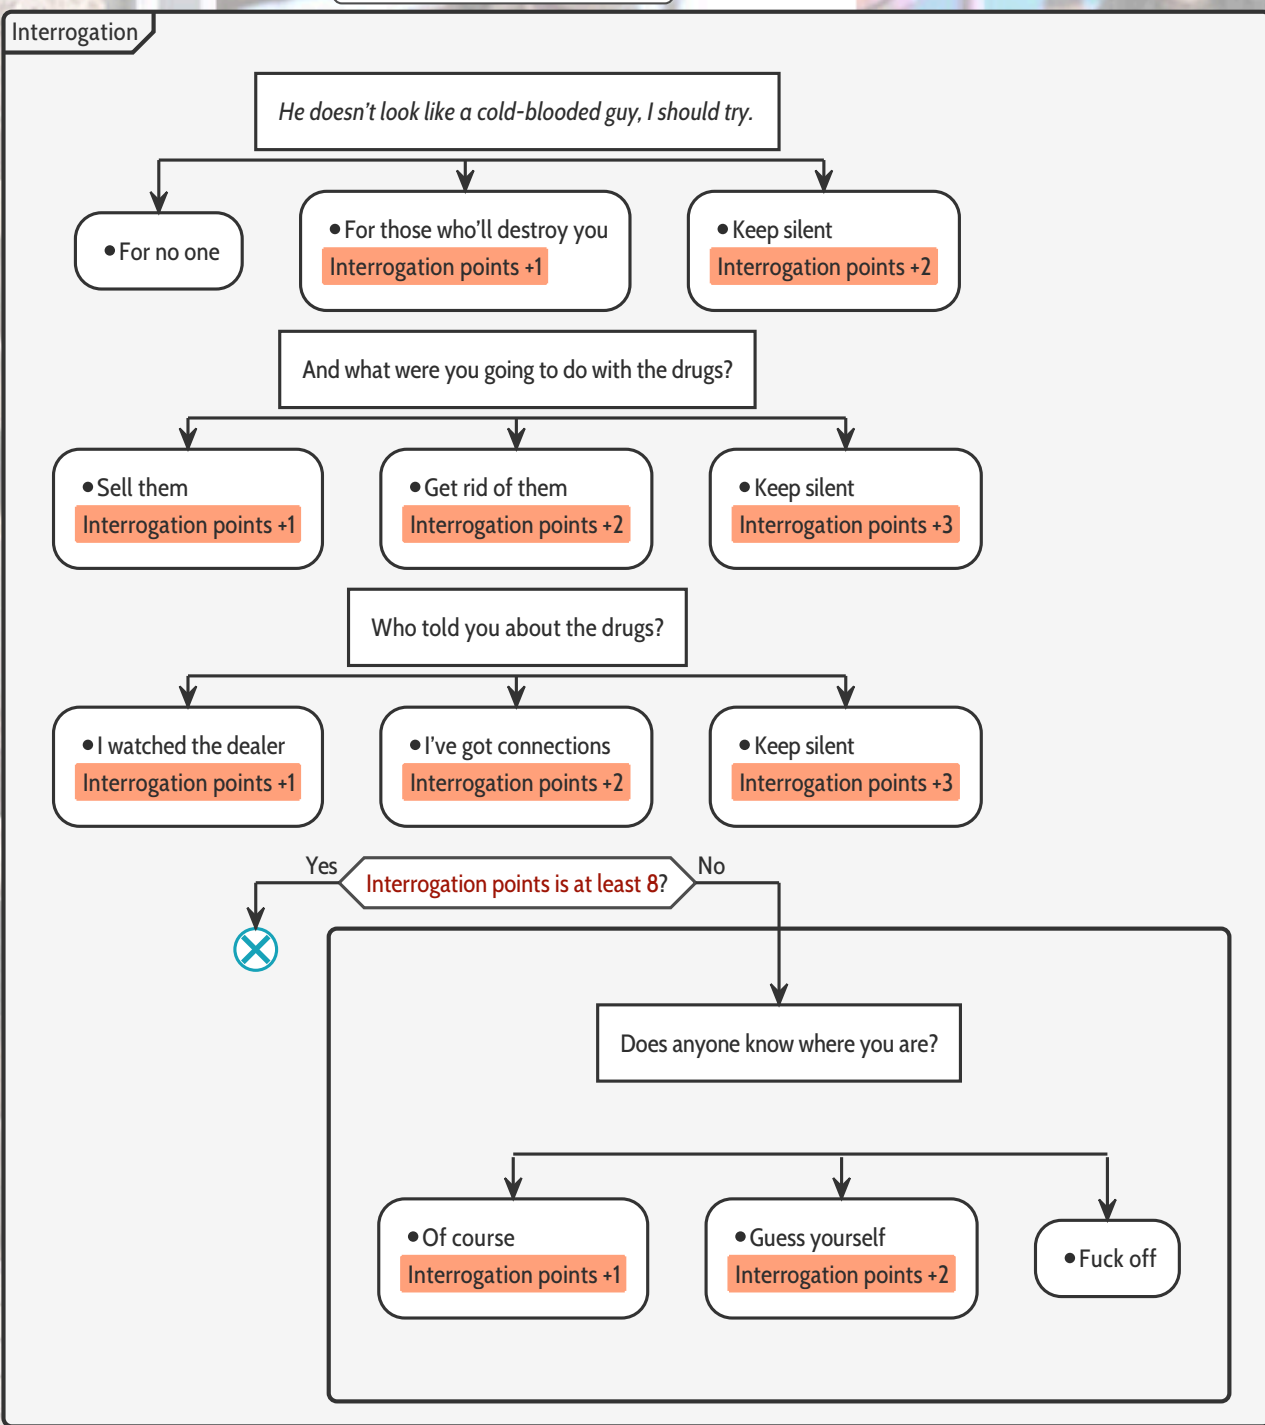 Interrogation
He doesn't look like a cold-blooded guy, I should try.
• For no one
• For those who'll destroy you
Interrogation points +1
• Keep silent
Interrogation points +2
And what were you going to do with the drugs?
• Sell them
Interrogation points +1
• Get rid of them
Interrogation points +2
• Keep silent
Interrogation points +3
Who told you about the drugs?
• I watched the dealer
Interrogation points +1
• I've got connections
Interrogation points +2
• Keep silent
Interrogation points +3
Yes
Interrogation points is at least 8?
No
Does anyone know where you are?
• Of course
Interrogation points +1
• Guess yourself
Interrogation points +2
• Fuck off